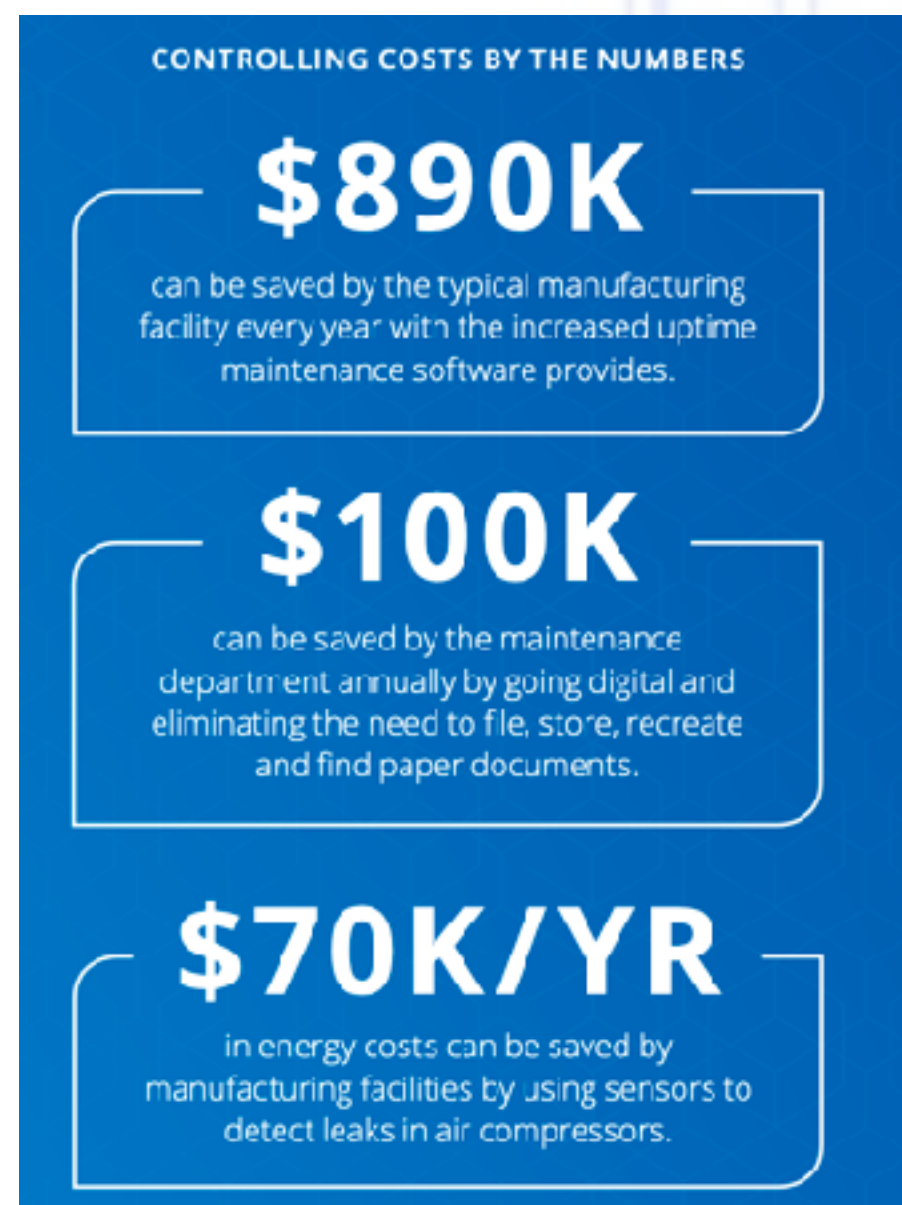 CONTROLLING COSTS BY THE NUMBERS
$890K
can be saved by the typical manufacturing
facility every year with the increased uptime
maintenance software provides.
$100K
can be saved by the maintenance
department annually by going digital and
eliminating the need to file, store, recreate
and find paper documents.
$70K/YR
in energy costs can be saved by
manufacturing facilities by using sensors to
detect leaks in air compressors.